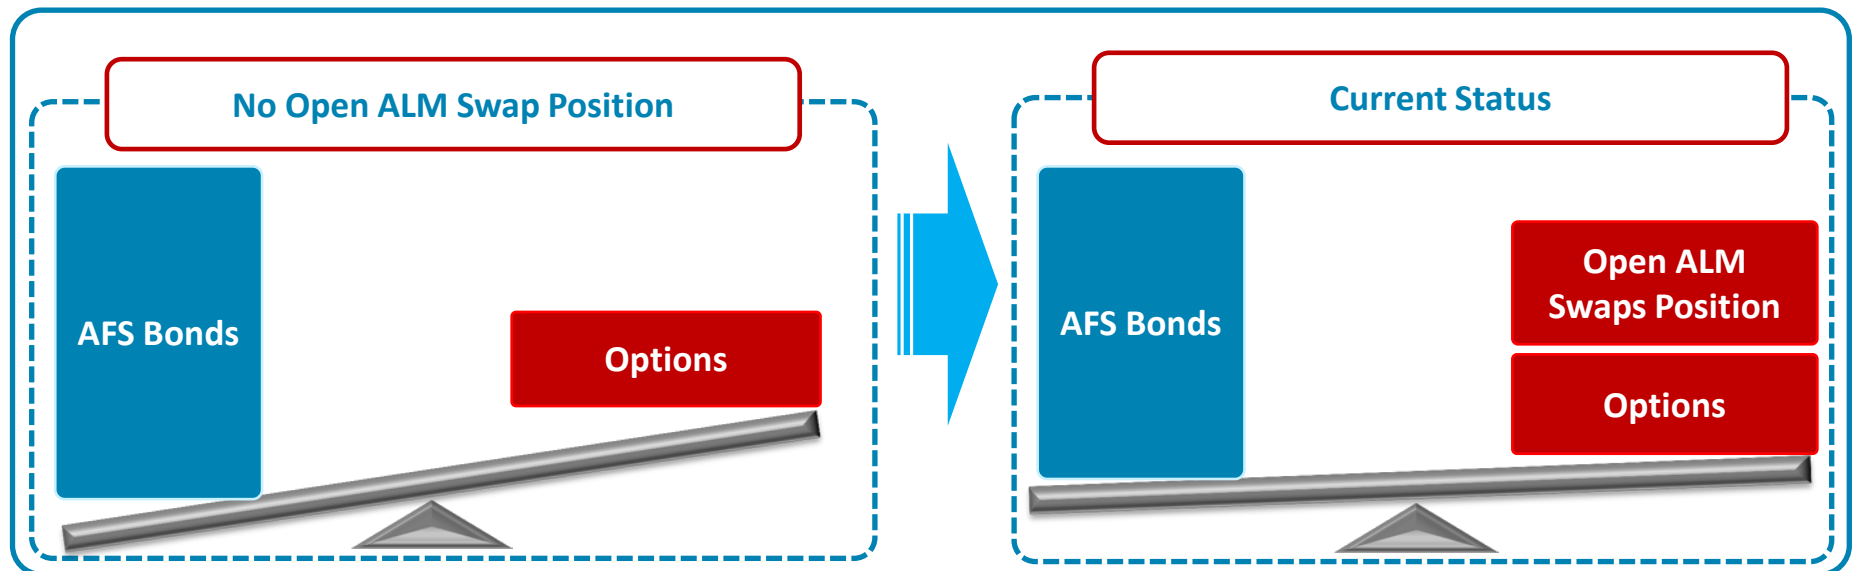 No Open ALM Swap Position
AFS Bonds
Options
Current Status
AFS Bonds
Open ALM
Swaps Position
Options